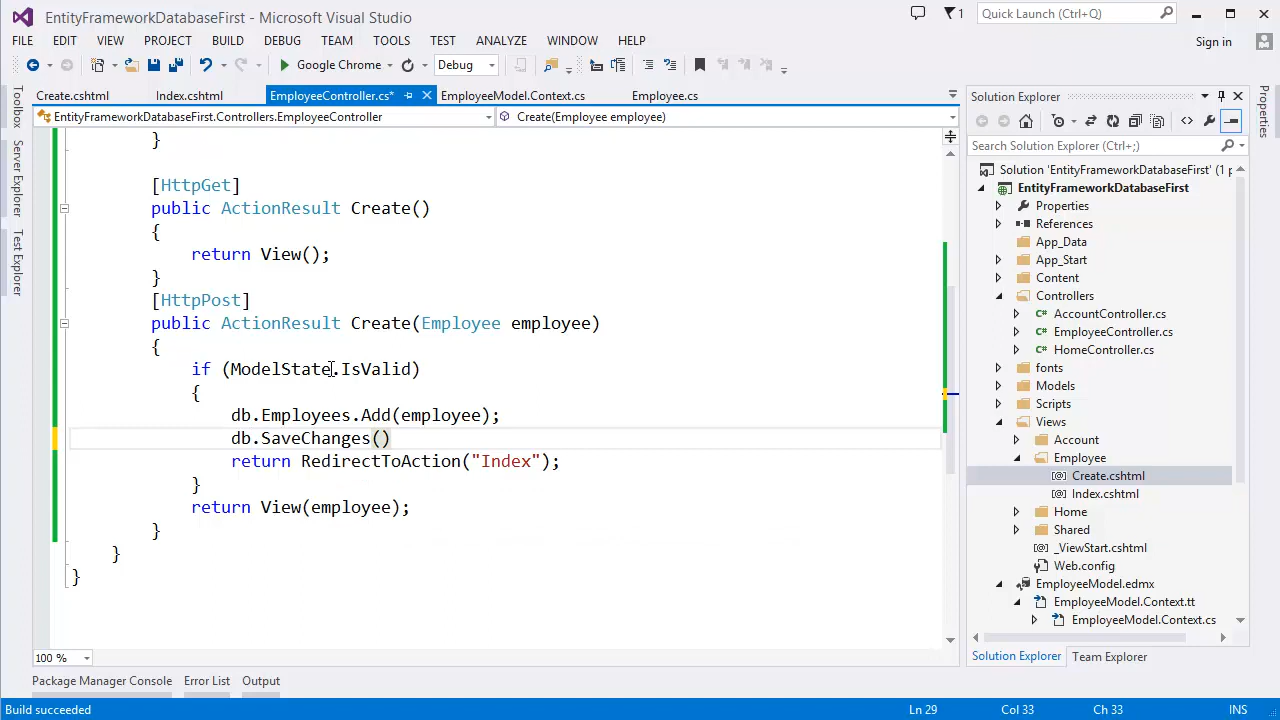 EntityFrameworkDatabaseFirst - Microsoft Visual Studio
1
Quick Launch (Ctrl+Q)
FILE EDIT VIEW PROJECT BUILD DEBUG TEAM TOOLS TEST ANALYZE WINDOW HELP
Sign in
Google Chrome
Debug
Create.cshtml
Index.cshtml
EmployeeController.cs*
EmployeeModel.Context.cs
Employee.cs
EntityFrameworkDatabaseFirst.Controllers.EmployeeController
Create(Employee employee)
Toolbox
Server Explorer
Test Explorer
}
[HttpGet]
public ActionResult Create()
{
return View();
}
[HttpPost]
public ActionResult Create(Employee employee)
{
if (ModelState.IsValid)
{
db.Employees.Add(employee);
db.SaveChanges()
return RedirectToAction("Index");
}
return View(employee);
}
}
}
100 %
Solution Explorer
Search Solution Explorer (Ctrl+;)
Solution 'EntityFrameworkDatabaseFirst' (1 p
EntityFrameworkDatabaseFirst
Properties
References
App_Data
App_Start
Content
Controllers
AccountController.cs
EmployeeController.cs
HomeController.cs
fonts
Models
Scripts
Views
Account
Employee
Create.cshtml
Index.cshtml
Home
Shared
_ViewStart.cshtml
Web.config
EmployeeModel.edmx
EmployeeModel.Context.tt
EmployeeModel.Context.cs
Solution Explorer
Team Explorer
Properties
Package Manager Console
Error List
Output
Build succeeded
Ln 29
Col 33
Ch 33
INS